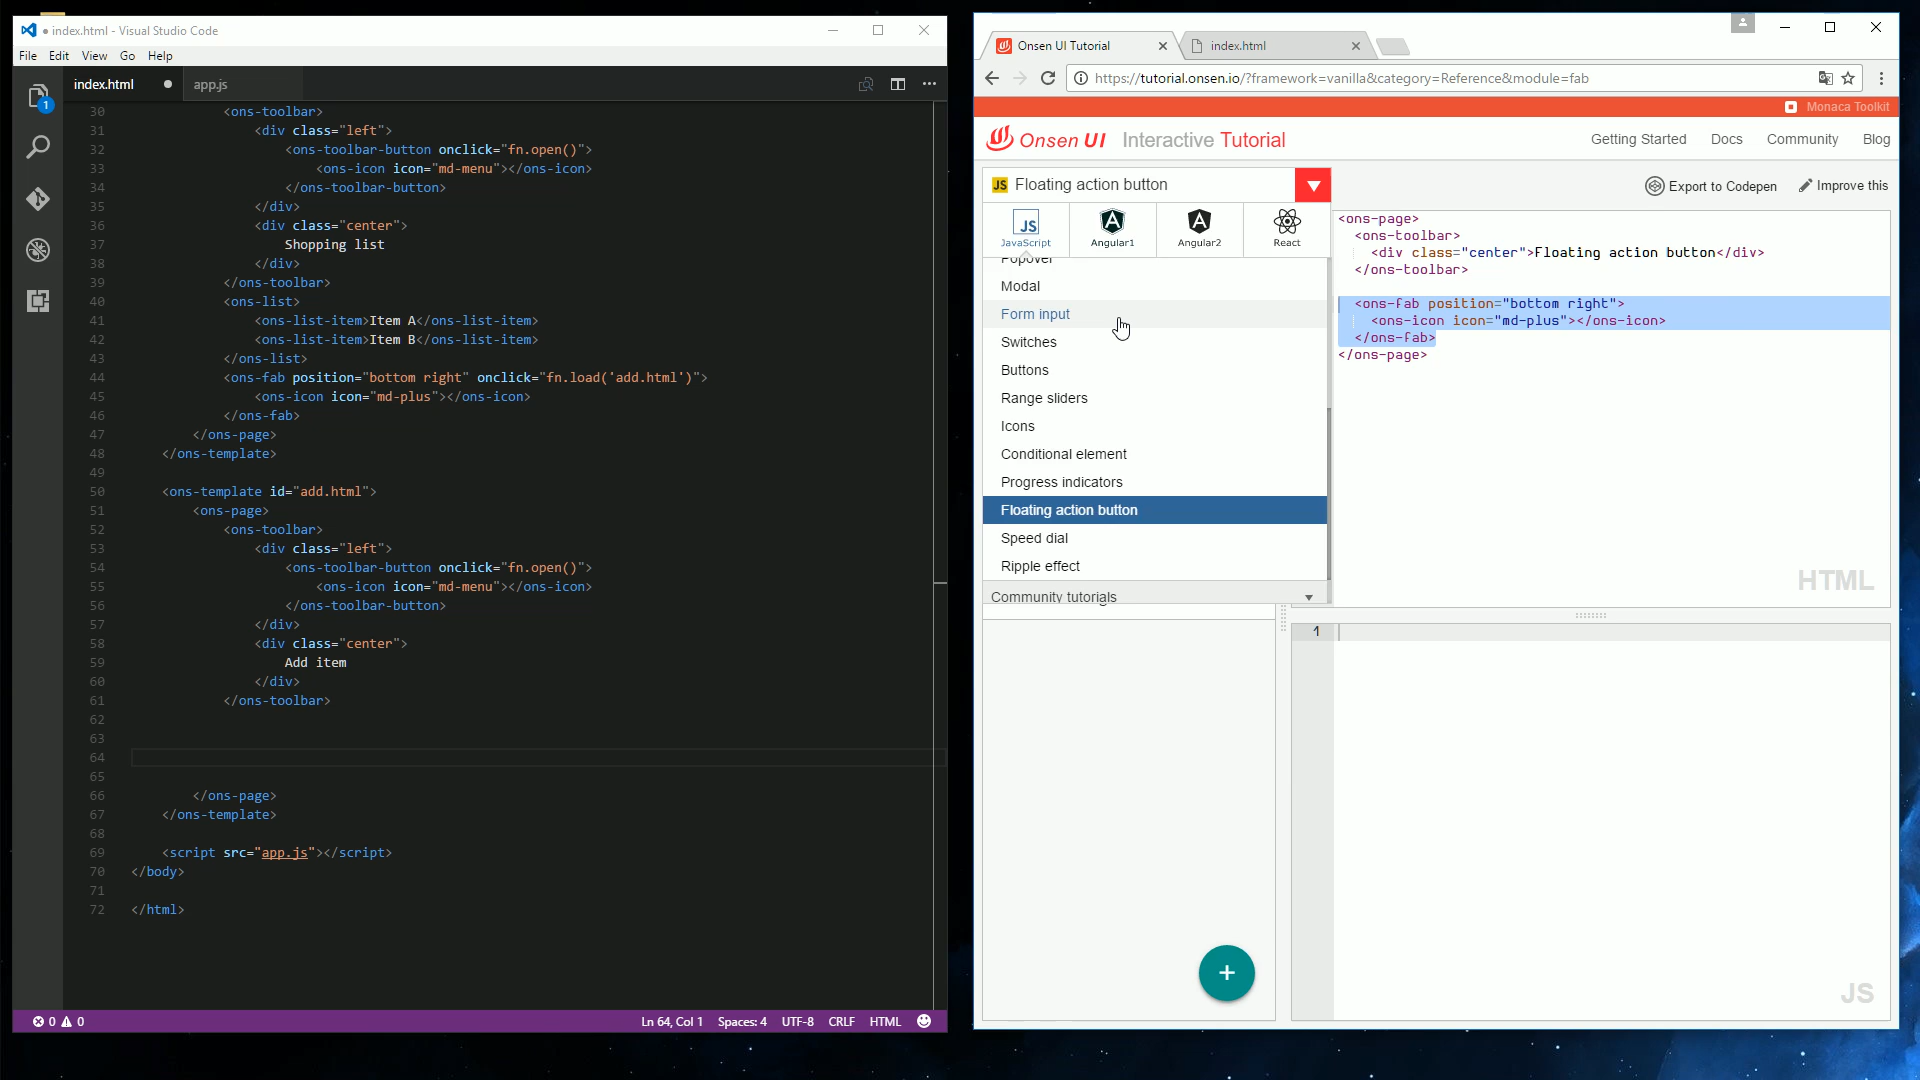 index.html - Visual Studio Code
File Edit View Go Help
1
index.html app.js
30 <ons-toolbar>
31 <div class="left">
32 <ons-toolbar-button onclick="fn.open()">
33 <ons-icon icon="md-menu"></ons-icon>
34 </ons-toolbar-button>
35 </div>
36 <div class="center">
37 Shopping list
38 </div>
39 </ons-toolbar>
40 <ons-list>
41 <ons-list-item>Item A</ons-list-item>
42 <ons-list-item>Item B</ons-list-item>
43 </ons-list>
44 <ons-fab position="bottom right" onclick="fn.load('add.html')">
45 <ons-icon icon="md-plus"></ons-icon>
46 </ons-fab>
47 </ons-page>
48 </ons-template>
49
50 <ons-template id="add.html">
51 <ons-page>
52 <ons-toolbar>
53 <div class="left">
54 <ons-toolbar-button onclick="fn.open()">
55 <ons-icon icon="md-menu"></ons-icon>
56 </ons-toolbar-button>
57 </div>
58 <div class="center">
59 Add item
60 </div>
61 </ons-toolbar>
62
63
64
65
66 </ons-page>
67 </ons-template>
68
69 <script src="app.js"></script>
70 </body>
71
72 </html>
0 0 Ln 64, Col 1 Spaces: 4 UTF-8 CRLF HTML
Onsen UI Tutorial index.html
https://tutorial.onsen.io/?framework=vanilla&category=Reference&module=fab
Monaca Toolkit
Onsen UI Interactive Tutorial Getting Started Docs Community Blog
JS Floating action button
Export to Codepen Improve this
JS
JavaScript Angular1 Angular2 React
Popover
Modal
Form input
Switches
Buttons
Range sliders
Icons
Conditional element
Progress indicators
Floating action button
Speed dial
Ripple effect
Community tutorials
<ons-page>
<ons-toolbar>
<div class="center">Floating action button</div>
</ons-toolbar>
<ons-fab position="bottom right">
<ons-icon icon="md-plus"></ons-icon>
</ons-fab>
</ons-page>
HTML
1
JS